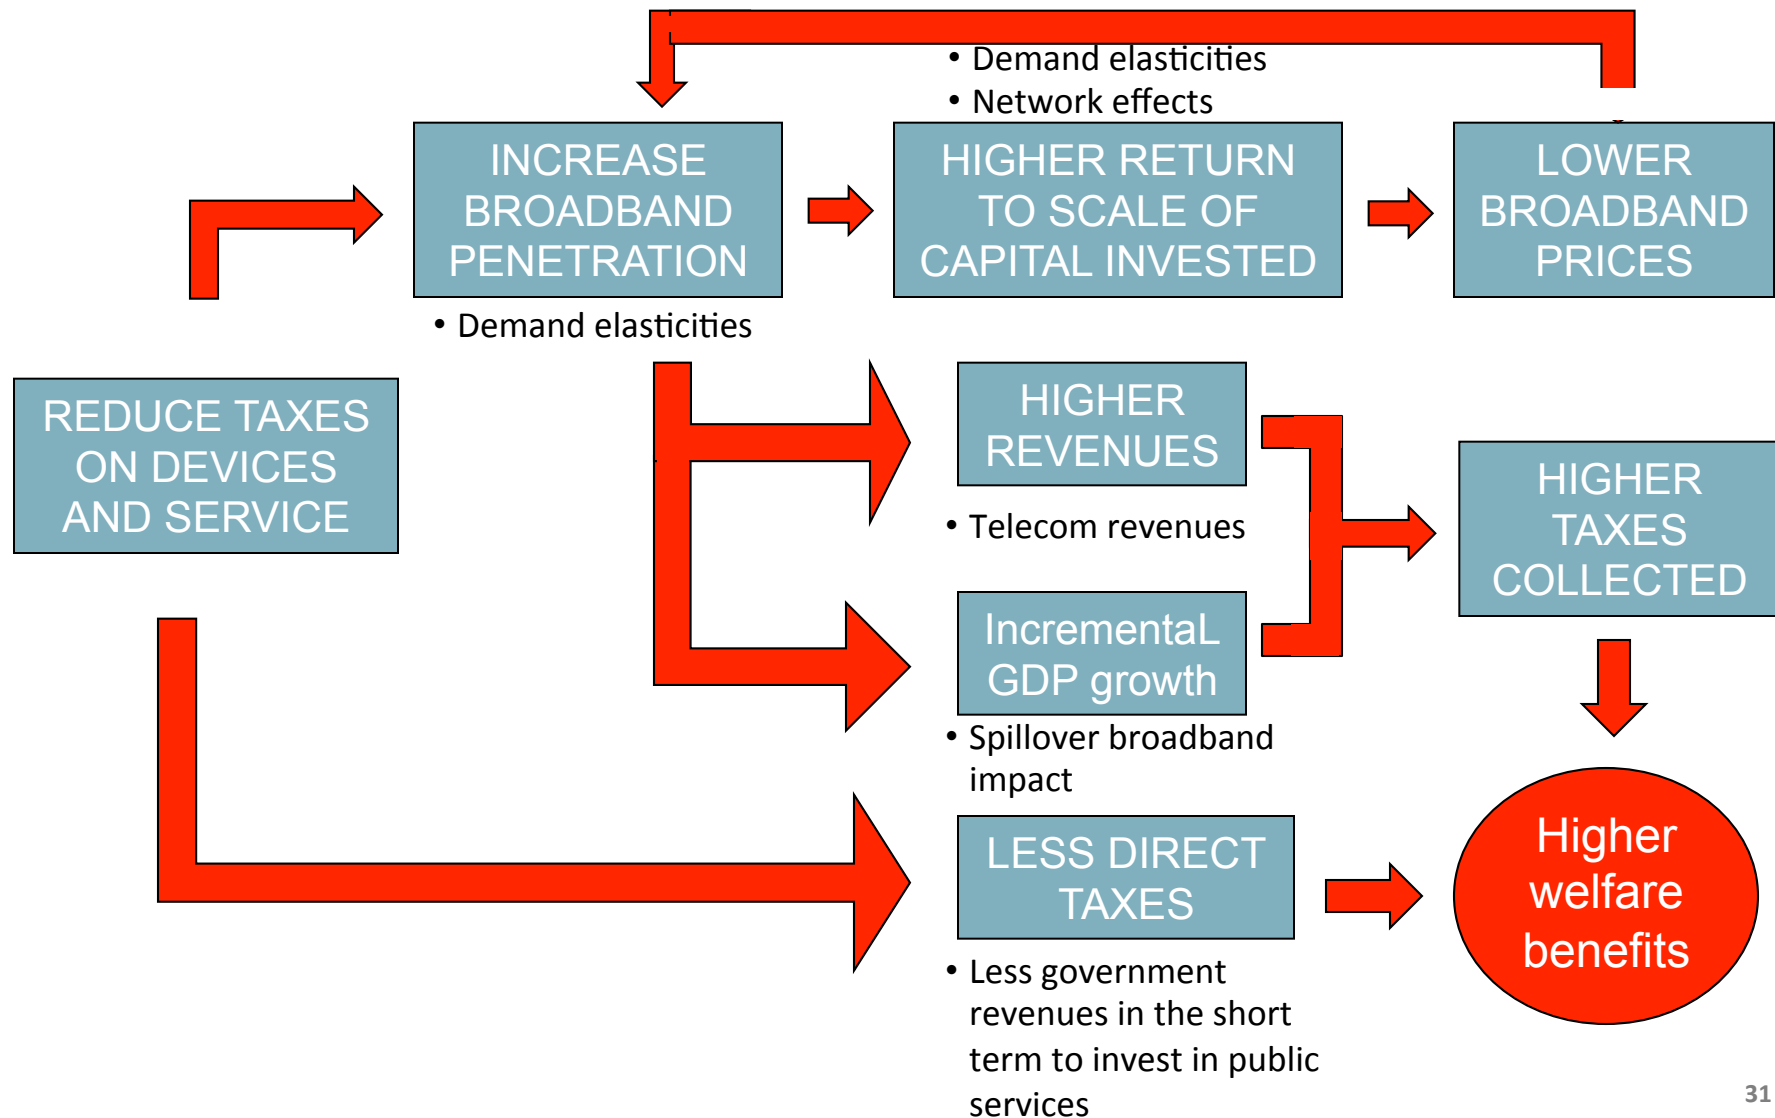 • Demand elasticities
• Network effects
INCREASE
BROADBAND
PENETRATION
HIGHER RETURN
TO SCALE OF
CAPITAL INVESTED
LOWER
BROADBAND
PRICES
• Demand elasticities
REDUCE TAXES
ON DEVICES
AND SERVICE
HIGHER
REVENUES
• Telecom revenues
HIGHER
TAXES
COLLECTED
IncrementaL
GDP growth
• Spillover broadband
impact
LESS DIRECT
TAXES
Higher
welfare
benefits
• Less government
revenues in the short
term to invest in public
services
31